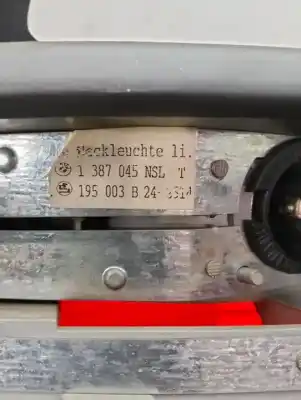 Heckleuchte li.
1 387 045 NSL T
195 003 B 24-